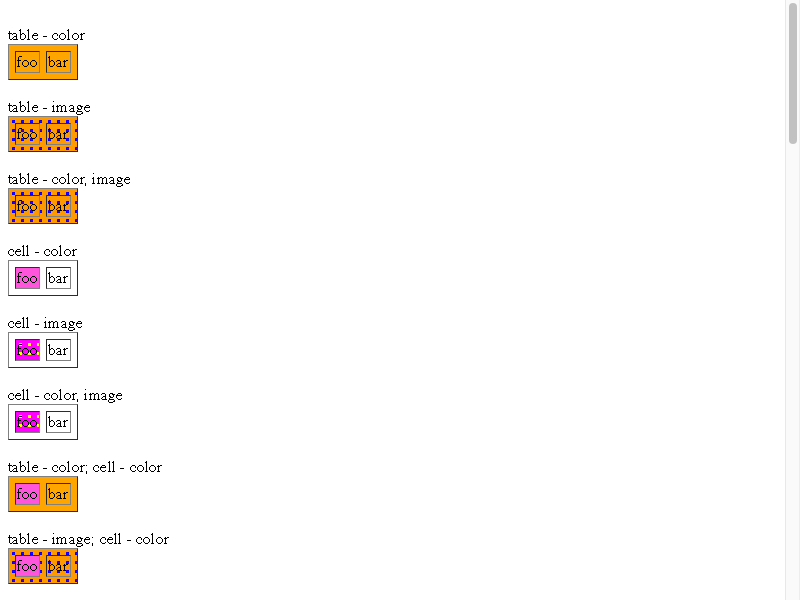 table - color
foo bar
table - image
foo bar
table - color, image
foo bar
cell - color
foo bar
cell - image
foo bar
cell - color, image
foo bar
table - color; cell - color
foo bar
table - image; cell - color
foo bar